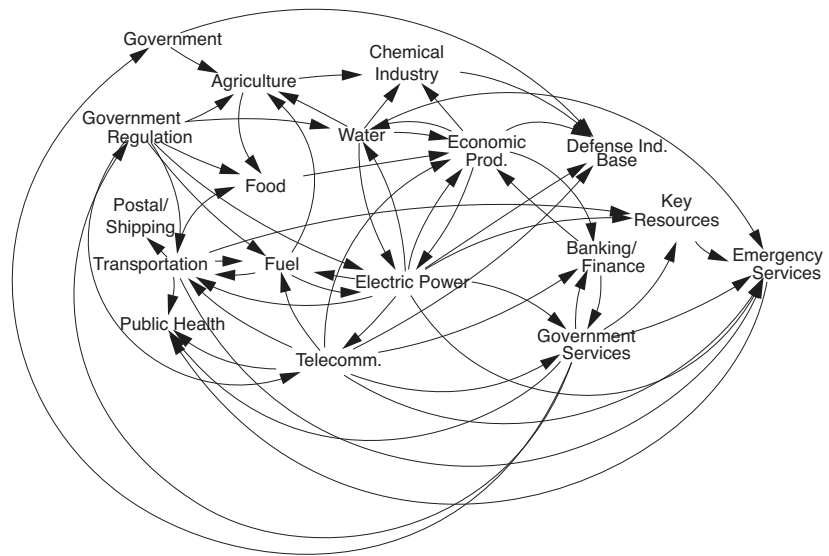 Government
Chemical
Industry
Agriculture
Government
Regulation
Water
Economic
Prod.
Defense Ind.
Base
Food
Postal/
Shipping
Key
Resources
Transportation
Fuel
Electric Power
Banking/
Finance
Emergency
Services
Public Health
Telecomm.
Government
Services